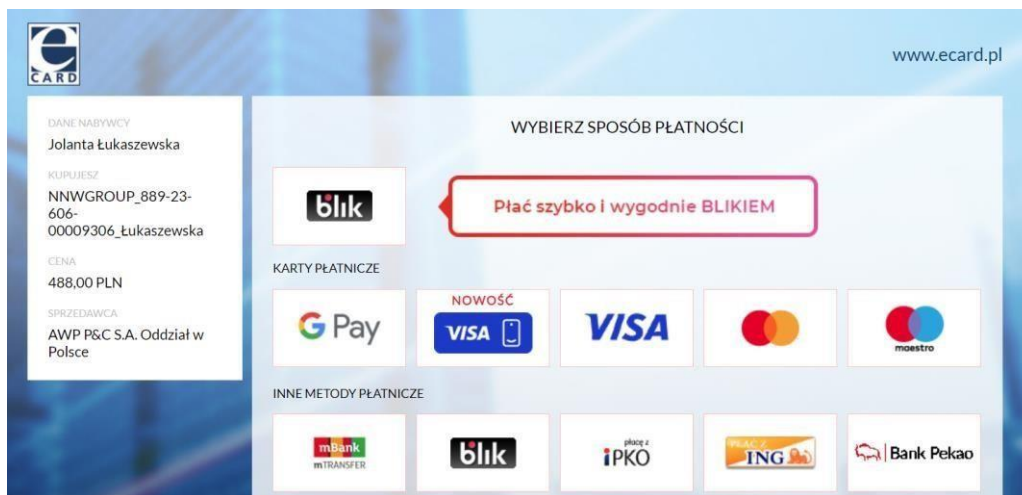 e
CARD
www.ecard.pl
DANE NABYWCY
Jolanta Łukaszewska
KUPUJESZ
NNWGROUP_889-23-
606-
00009306_Łukaszewska
CENA
488,00 PLN
SPRZEDAWCA
AWP P&C S.A. Oddział w
Polsce
WYBIERZ SPOSÓB PŁATNOŚCI
blik
Płać szybko i wygodnie BLIKIEM
KARTY PŁATNICZE
G Pay
NOWOŚĆ
VISA
VISA
maestro
INNE METODY PŁATNICZE
mBank
mTRANSFER
blik
płacę z
iPKO
PŁAĆ Z
ING
Bank Pekao